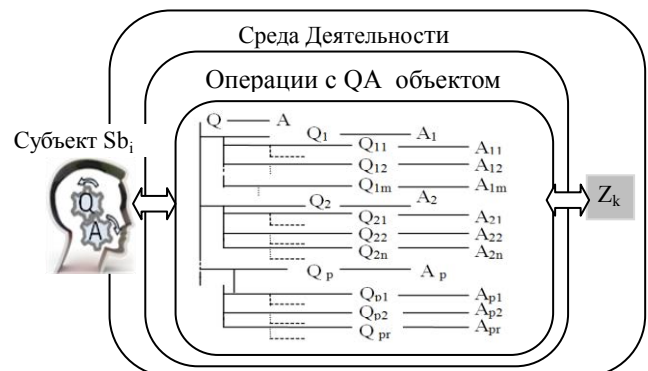 Среда Деятельности
Операции с QA объектом
Субъект Sbᵢ
Q A
Q A
Q₁ A₁
Q₁₁ A₁₁
Q₁₂ A₁₂
Q₁ₘ A₁ₘ
Q₂ A₂
Q₂₁ A₂₁
Q₂₂ A₂₂
Q₂ₙ A₂ₙ
Q ₚ A ₚ
Qₚ₁ Aₚ₁
Qₚ₂ Aₚ₂
Q ₚᵣ Aₚᵣ
Zₖ